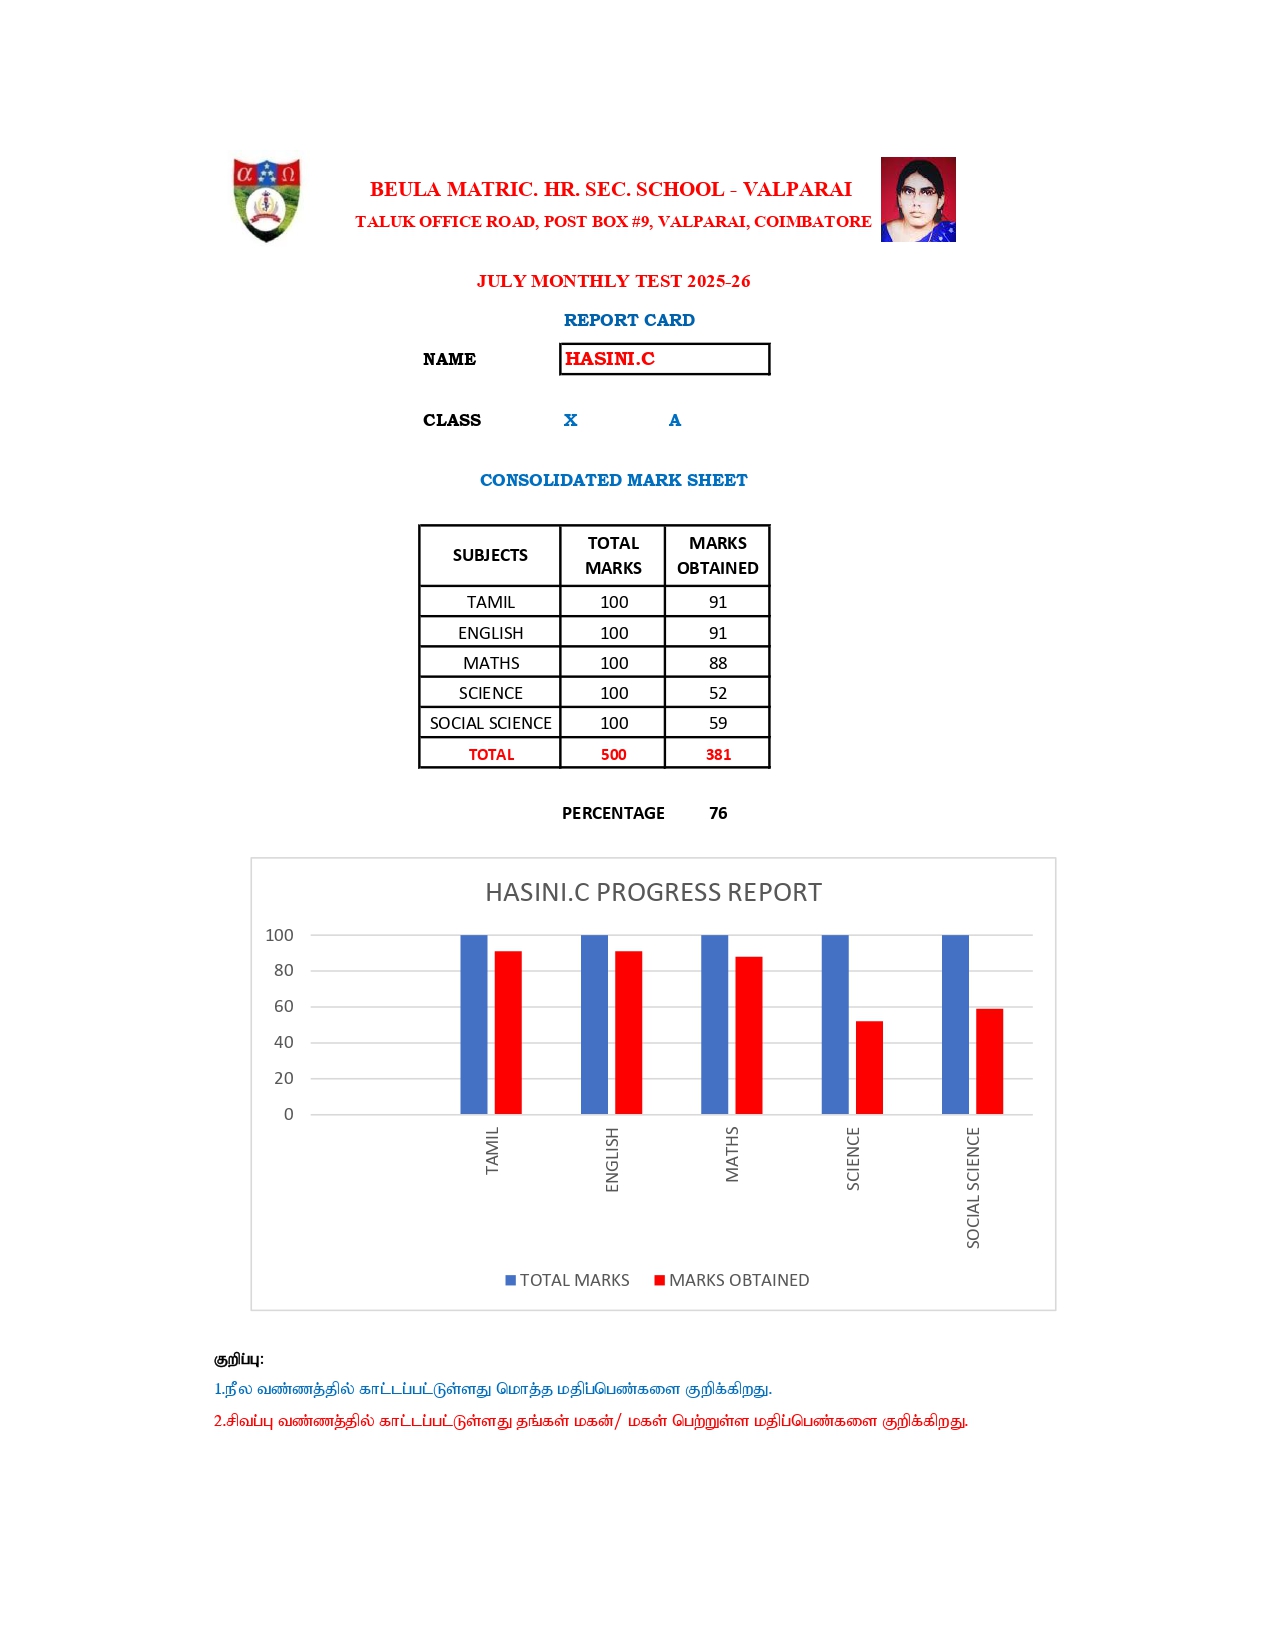 α Ω
BEULA MATRIC. HR. SEC. SCHOOL - VALPARAI
TALUK OFFICE ROAD, POST BOX #9, VALPARAI, COIMBATORE
JULY MONTHLY TEST 2025-26
REPORT CARD
NAME HASINI.C
CLASS X A
CONSOLIDATED MARK SHEET
SUBJECTS TOTAL MARKS MARKS OBTAINED
TAMIL 100 91
ENGLISH 100 91
MATHS 100 88
SCIENCE 100 52
SOCIAL SCIENCE 100 59
TOTAL 500 381
PERCENTAGE 76
HASINI.C PROGRESS REPORT
100
80
60
40
20
0
TAMIL ENGLISH MATHS SCIENCE SOCIAL SCIENCE
TOTAL MARKS MARKS OBTAINED
குறிப்பு:
1.நீல வண்ணத்தில் காட்டப்பட்டுள்ளது மொத்த மதிப்பெண்களை குறிக்கிறது.
2.சிவப்பு வண்ணத்தில் காட்டப்பட்டுள்ளது தங்கள் மகன்/ மகள் பெற்றுள்ள மதிப்பெண்களை குறிக்கிறது.